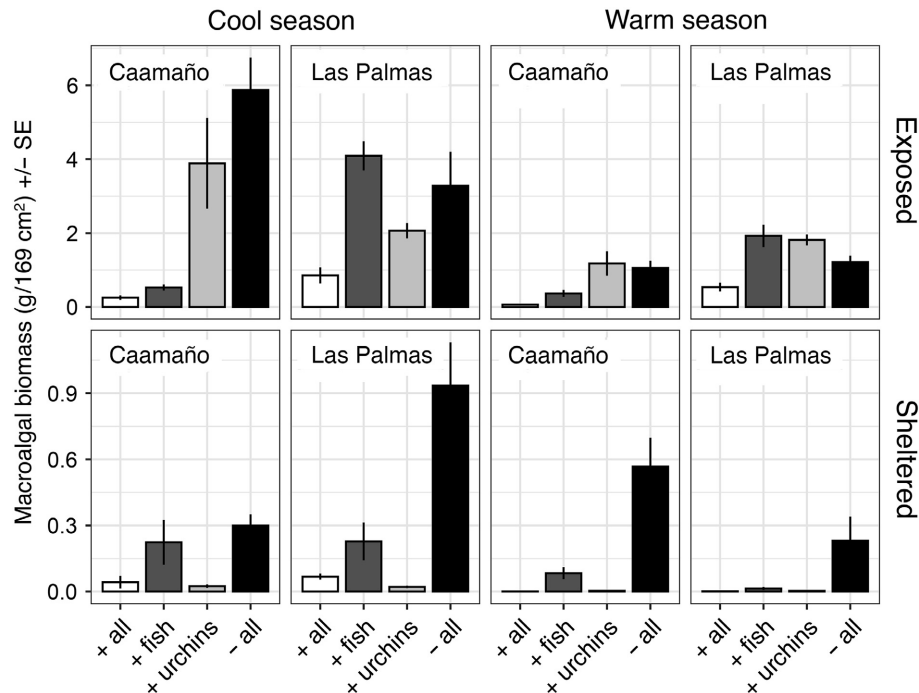 Cool season
Warm season
Macroalgal biomass (g/169 cm²) +/− SE
Caamaño
Las Palmas
Caamaño
Las Palmas
Exposed
6
4
2
0
Caamaño
Las Palmas
Caamaño
Las Palmas
Sheltered
0.9
0.6
0.3
0.0
+ all
+ fish
+ urchins
− all
+ all
+ fish
+ urchins
− all
+ all
+ fish
+ urchins
− all
+ all
+ fish
+ urchins
− all